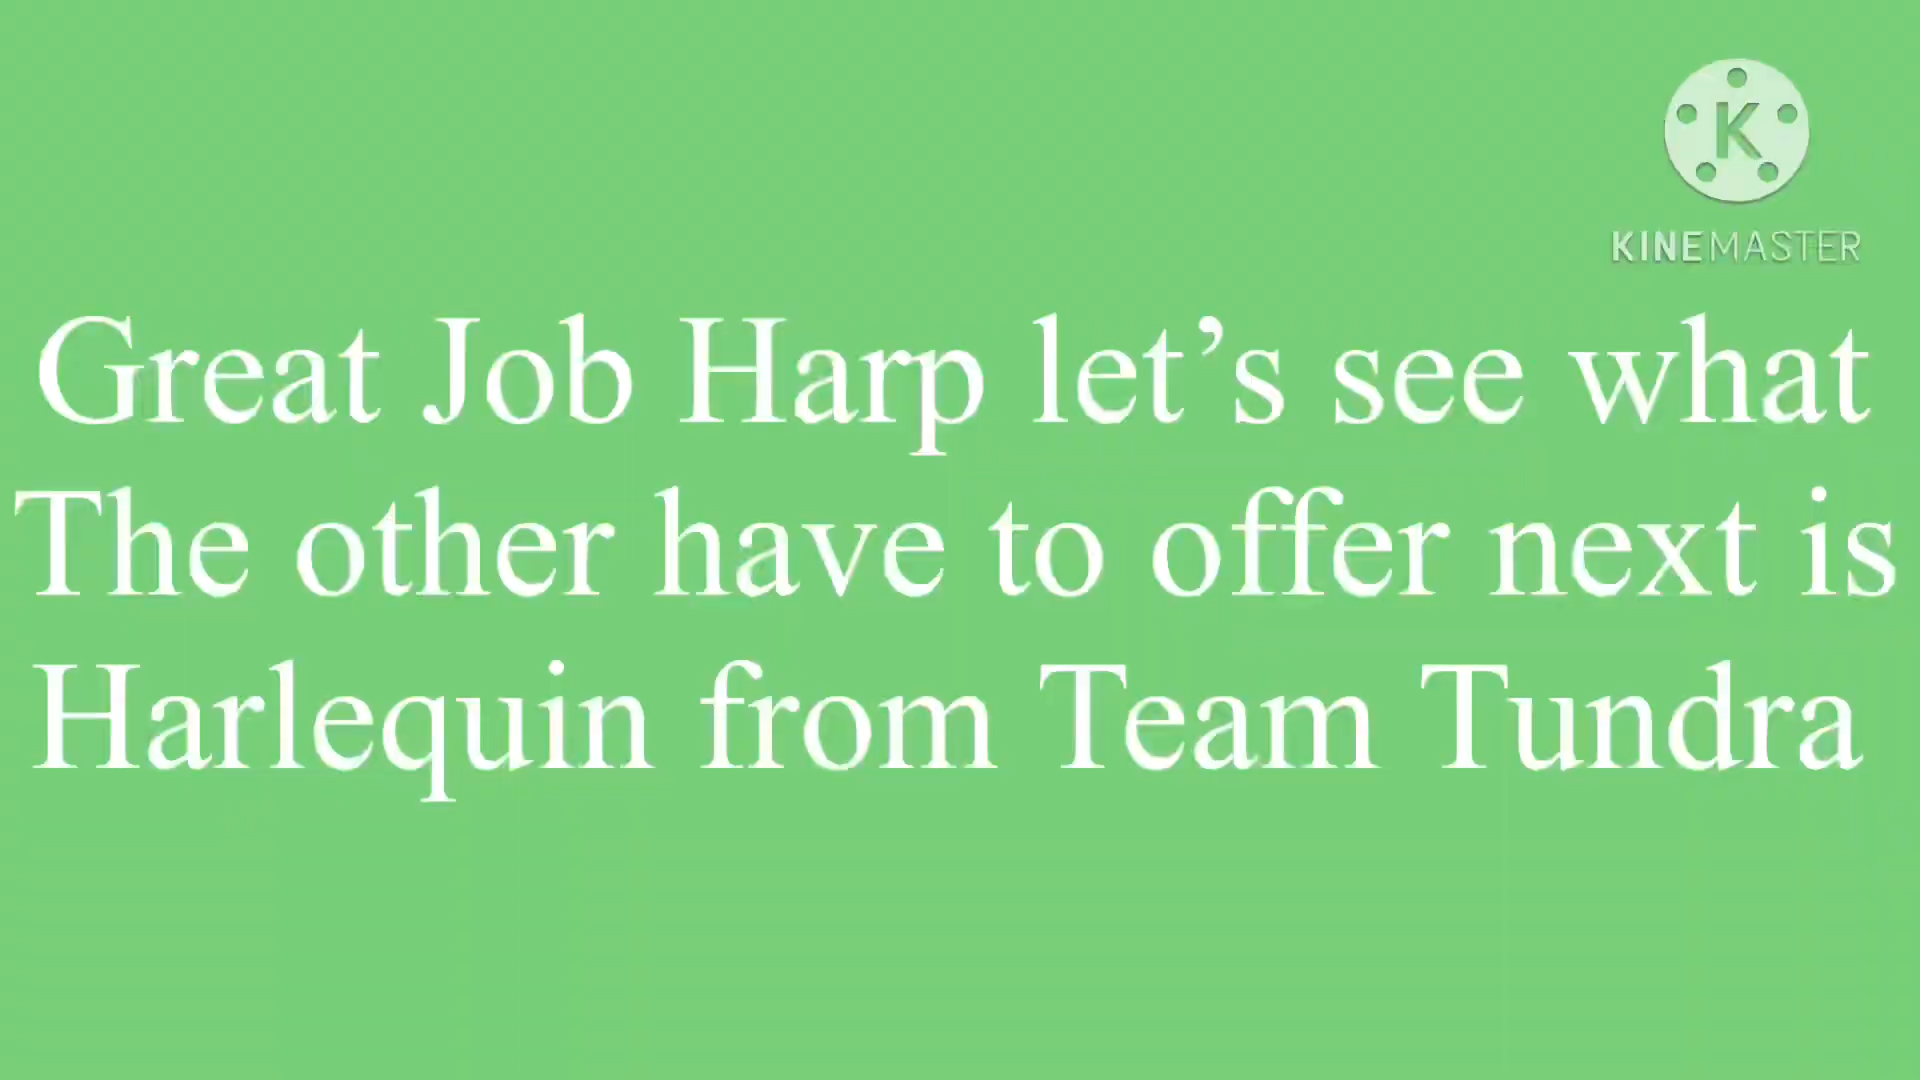 K
KINEMASTER
Great Job Harp let’s see what
The other have to offer next is
Harlequin from Team Tundra